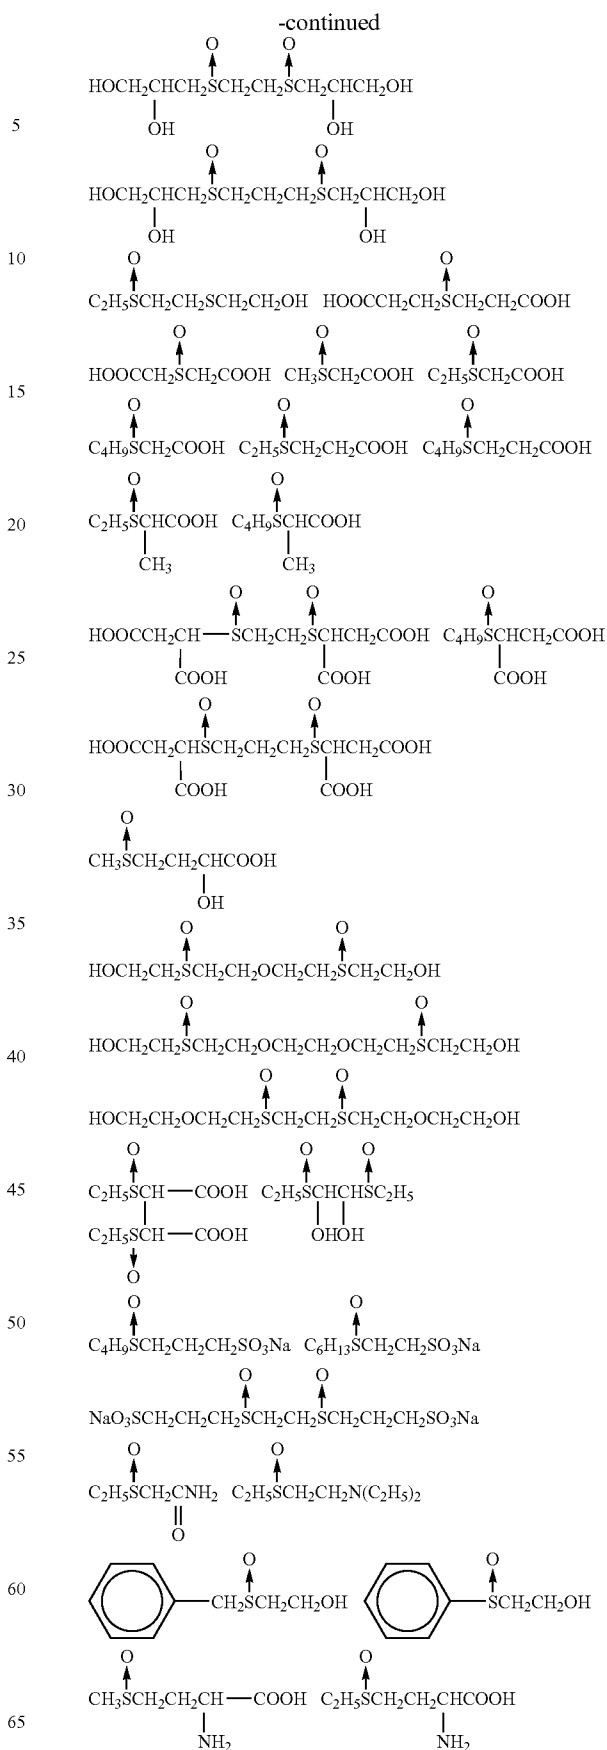 -continued
O O
HOCH2CHCH2SCH2CH2SCH2CHCH2OH
5
OH OH
O O
HOCH2CHCH2SCH2CH2CH2SCH2CHCH2OH
OH OH
10
O O
C2H5SCH2CH2SCH2CH2OH HOOCCH2CH2SCH2CH2COOH
O O O
HOOCCH2SCH2COOH CH3SCH2COOH C2H5SCH2COOH
15
O O O
C4H9SCH2COOH C2H5SCH2CH2COOH C4H9SCH2CH2COOH
O O
20 C2H5SCHCOOH C4H9SCHCOOH
CH3 CH3
O O O
HOOCCH2CH SCH2CH2SCHCH2COOH C4H9SCHCH2COOH
25
COOH COOH COOH
O O
HOOCCH2CHSCH2CH2CH2SCHCH2COOH
30 COOH COOH
O
CH3SCH2CH2CHCOOH
OH
35
O O
HOCH2CH2SCH2CH2OCH2CH2SCH2CH2OH
O O
HOCH2CH2SCH2CH2OCH2CH2OCH2CH2SCH2CH2OH
40
O O
HOCH2CH2OCH2CH2SCH2CH2SCH2CH2OCH2CH2OH
O O O
45 C2H5SCH COOH C2H5SCHCHSC2H5
C2H5SCH COOH OHOH
O
O O
50
C4H9SCH2CH2CH2SO3Na C6H13SCH2CH2SO3Na
O O
NaO3SCH2CH2CH2SCH2CH2SCH2CH2CH2SO3Na
55
O O
C2H5SCH2CNH2 C2H5SCH2CH2N(C2H5)2
O
O O
60 CH2SCH2CH2OH SCH2CH2OH
O O
CH3SCH2CH2CH COOH C2H5SCH2CH2CHCOOH
65
NH2 NH2